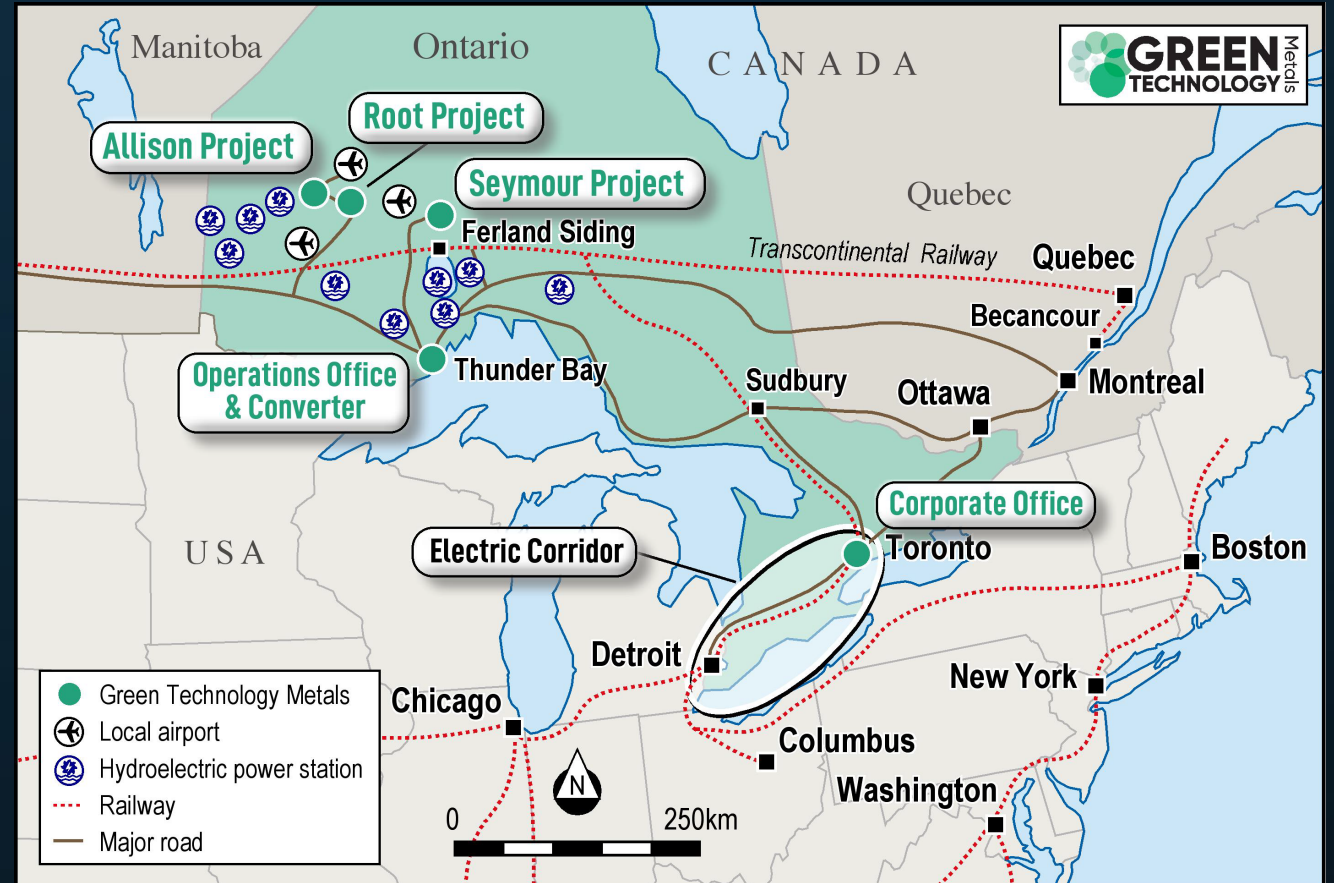 Manitoba
Ontario
CANADA
GREEN
TECHNOLOGY
Metals
Root Project
Allison Project
Seymour Project
Quebec
Ferland Siding
Transcontinental Railway
Quebec
Becancour
Operations Office
& Converter
Thunder Bay
Sudbury
Ottawa
Montreal
Corporate Office
USA
Electric Corridor
Toronto
Boston
Detroit
New York
Chicago
Columbus
Washington
Green Technology Metals
Local airport
Hydroelectric power station
Railway
Major road
N
0 250km